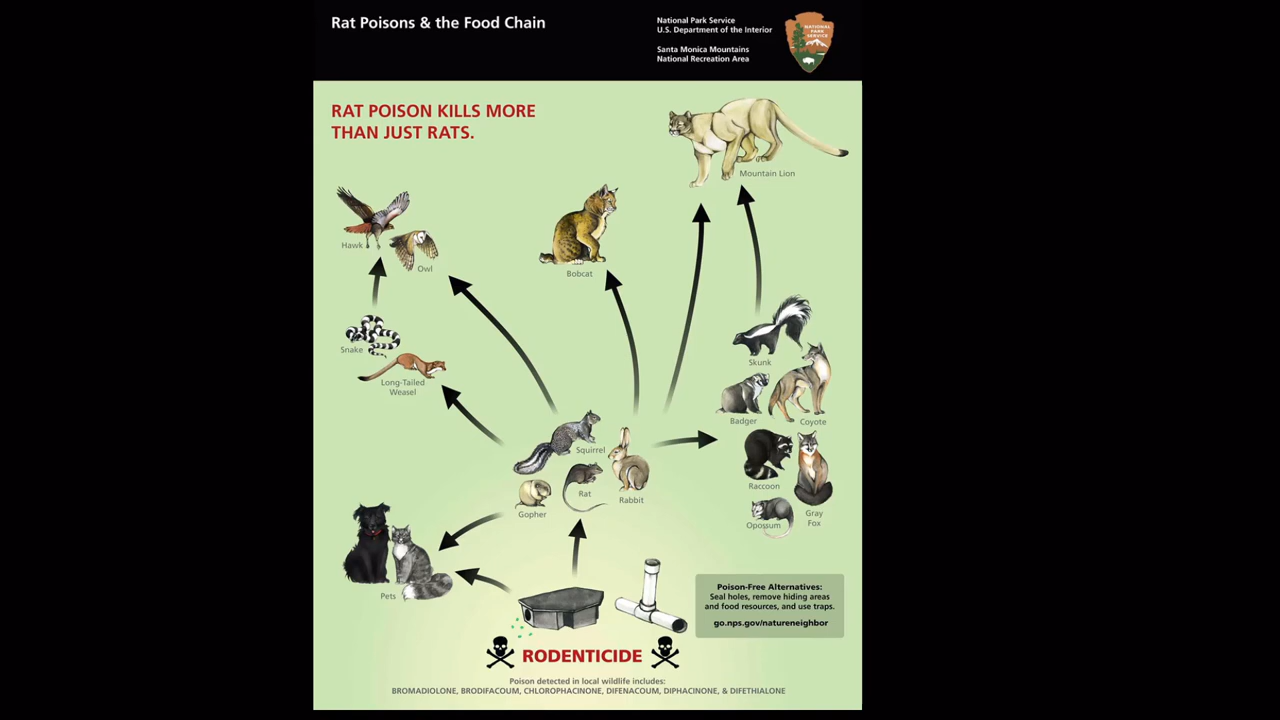 Rat Poisons & the Food Chain
National Park Service
U.S. Department of the Interior
Santa Monica Mountains
National Recreation Area
NATIONAL
PARK
SERVICE
RAT POISON KILLS MORE
THAN JUST RATS.
Mountain Lion
Hawk
Owl
Bobcat
Snake
Long-Tailed
Weasel
Skunk
Badger
Coyote
Squirrel
Rat
Rabbit
Gopher
Raccoon
Gray
Fox
Opossum
Pets
Poison-Free Alternatives:
Seal holes, remove hiding areas
and food resources, and use traps.
go.nps.gov/natureneighbor
RODENTICIDE
Poison detected in local wildlife includes:
BROMADIOLONE, BRODIFACOUM, CHLOROPHACINONE, DIFENACOUM, DIPHACINONE, & DIFETHIALONE